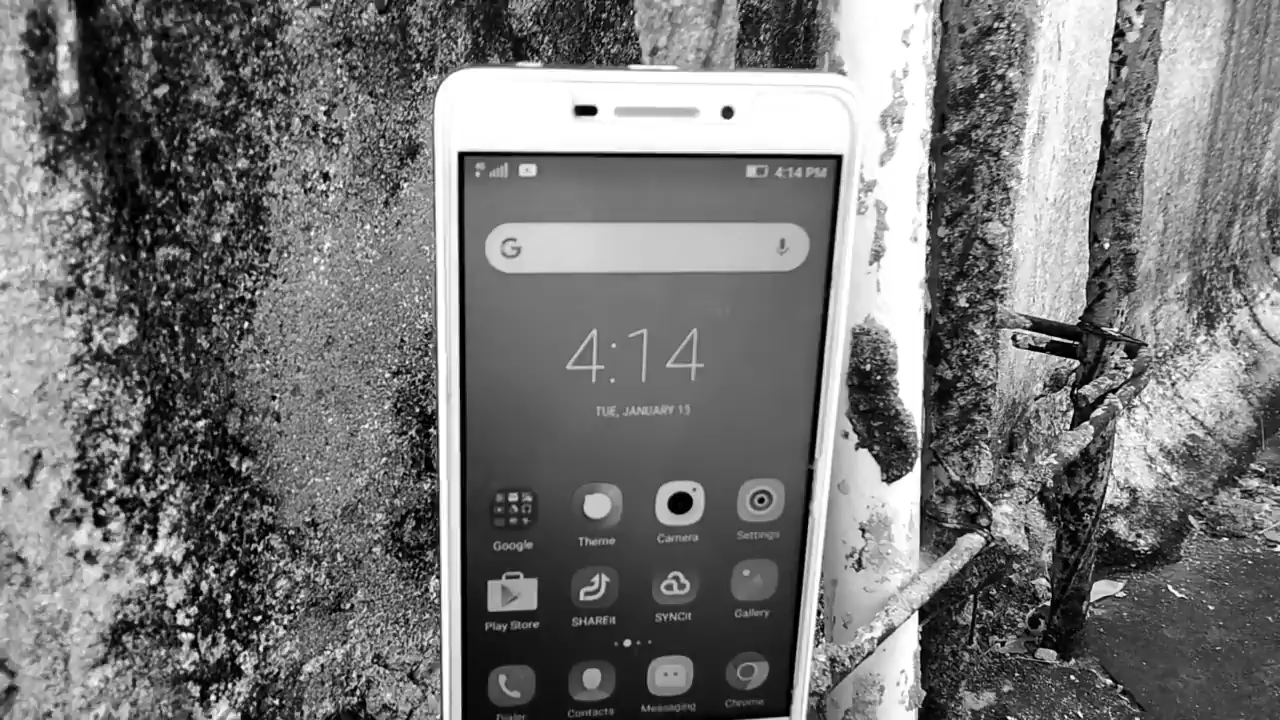 4:14 PM
G
4:14
TUE, JANUARY 15
Google Theme Camera Settings
Play Store SHAREit SYNCit Gallery
Dialer Contacts Messaging Chrome